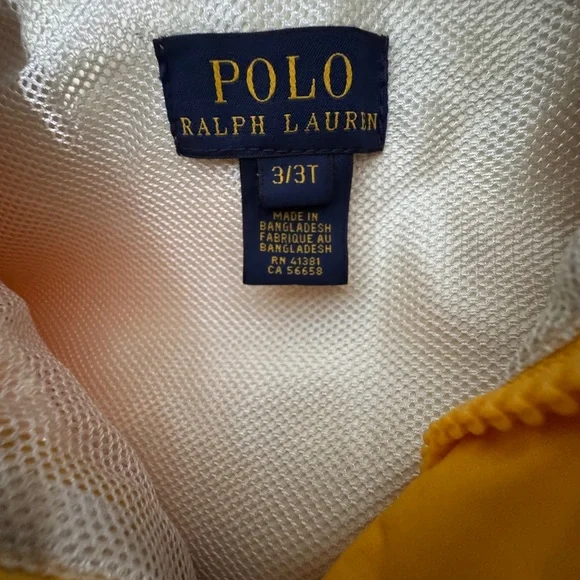 POLO
RALPH LAUREN
3/3T
MADE IN
BANGLADESH
FABRIQUE AU
BANGLADESH
RN 41381
CA 56658